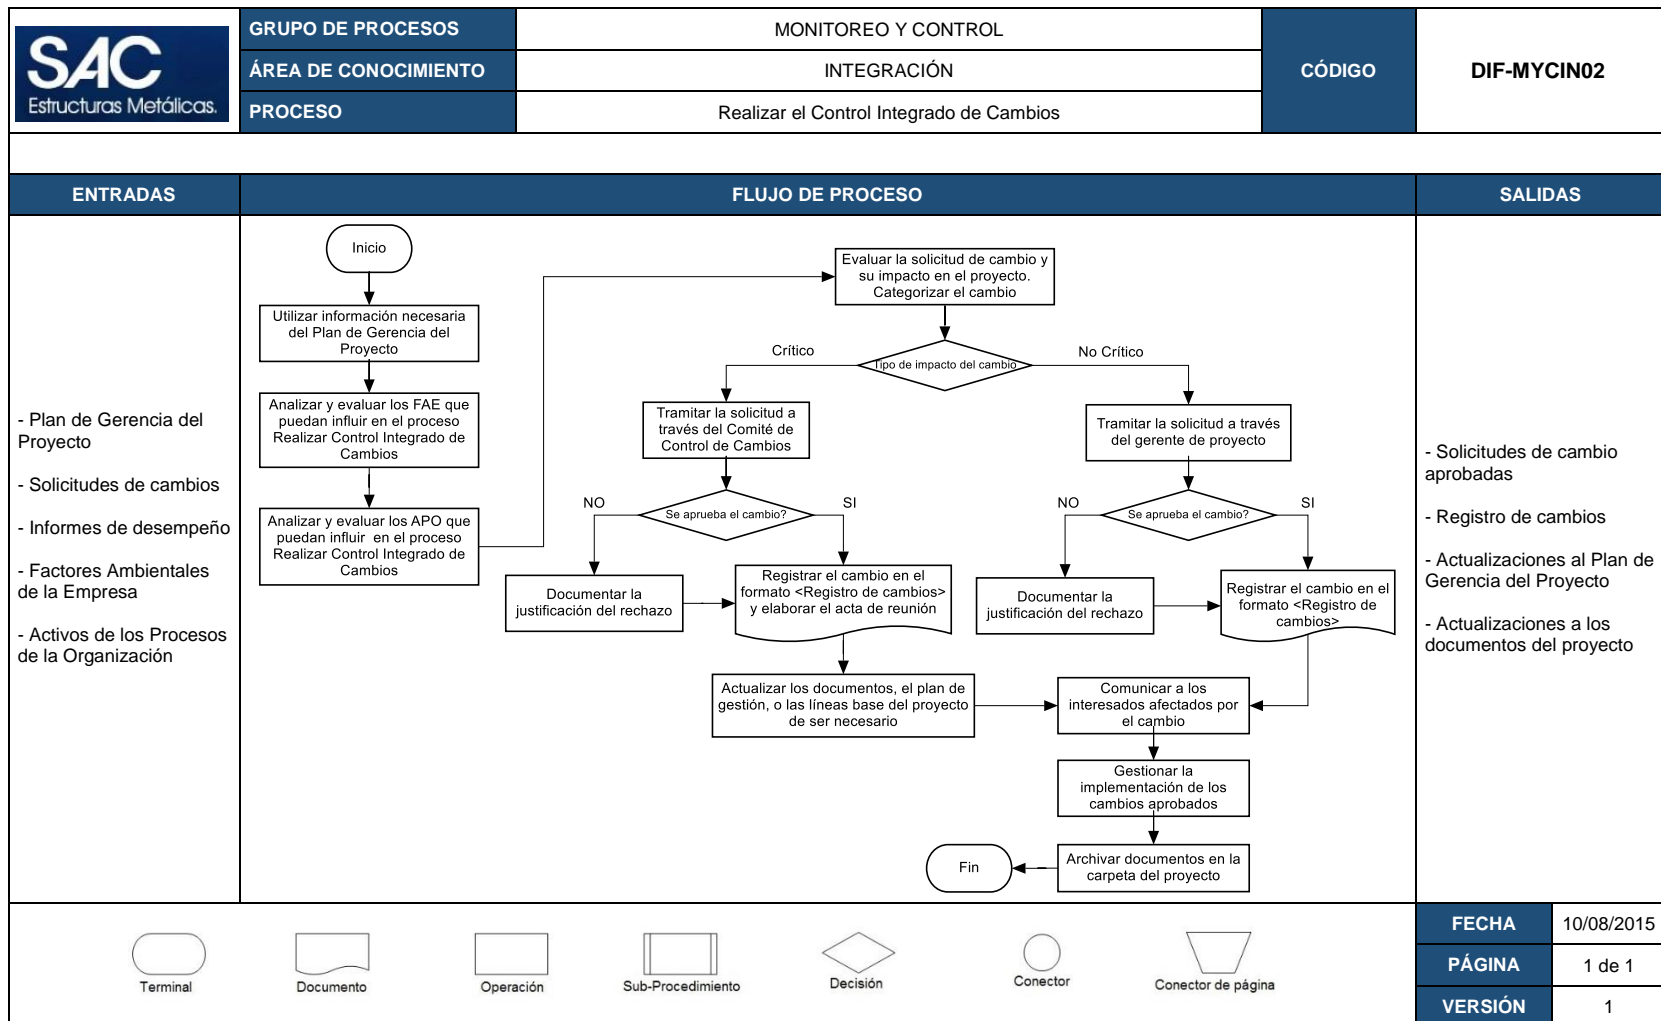 SAC
Estructuras Metálicas.
GRUPO DE PROCESOS
MONITOREO Y CONTROL
ÁREA DE CONOCIMIENTO
INTEGRACIÓN
PROCESO
Realizar el Control Integrado de Cambios
CÓDIGO
DIF-MYCIN02
ENTRADAS
FLUJO DE PROCESO
SALIDAS
- Plan de Gerencia del
Proyecto
- Solicitudes de cambios
- Informes de desempeño
- Factores Ambientales
de la Empresa
- Activos de los Procesos
de la Organización
Inicio
Utilizar información necesaria
del Plan de Gerencia del
Proyecto
Analizar y evaluar los FAE que
puedan influir en el proceso
Realizar Control Integrado de
Cambios
Analizar y evaluar los APO que
puedan influir en el proceso
Realizar Control Integrado de
Cambios
Evaluar la solicitud de cambio y
su impacto en el proyecto.
Categorizar el cambio
Tipo de impacto del cambio
Crítico
No Crítico
Tramitar la solicitud a
través del Comité de
Control de Cambios
Tramitar la solicitud a través
del gerente de proyecto
NO
Se aprueba el cambio?
SI
NO
Se aprueba el cambio?
SI
Documentar la
justificación del rechazo
Registrar el cambio en el
formato <Registro de cambios>
y elaborar el acta de reunión
Documentar la
justificación del rechazo
Registrar el cambio en el
formato <Registro de
cambios>
Actualizar los documentos, el plan de
gestión, o las líneas base del proyecto
de ser necesario
Comunicar a los
interesados afectados por
el cambio
Gestionar la
implementación de los
cambios aprobados
Archivar documentos en la
carpeta del proyecto
Fin
- Solicitudes de cambio
aprobadas
- Registro de cambios
- Actualizaciones al Plan de
Gerencia del Proyecto
- Actualizaciones a los
documentos del proyecto
Terminal
Documento
Operación
Sub-Procedimiento
Decisión
Conector
Conector de página
FECHA
10/08/2015
PÁGINA
1 de 1
VERSIÓN
1